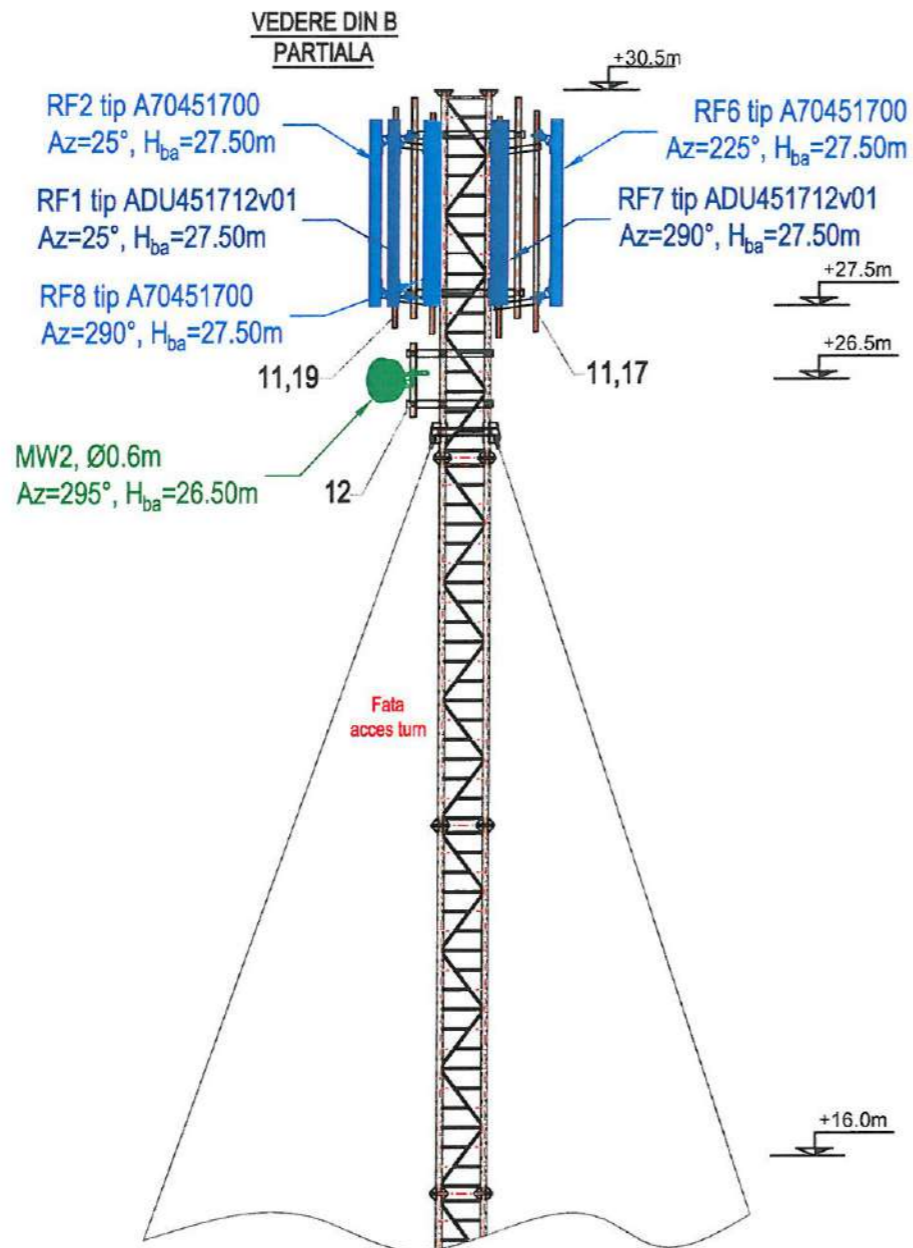 VEDERE DIN B
PARTIALA
+30.5m
RF2 tip A70451700
Az=25°, Hba=27.50m
RF6 tip A70451700
Az=225°, Hba=27.50m
RF1 tip ADU451712v01
Az=25°, Hba=27.50m
RF7 tip ADU451712v01
Az=290°, Hba=27.50m
RF8 tip A70451700
Az=290°, Hba=27.50m
+27.5m
+26.5m
11,19
11,17
MW2, Ø0.6m
Az=295°, Hba=26.50m
12
Fata
acces turn
+16.0m